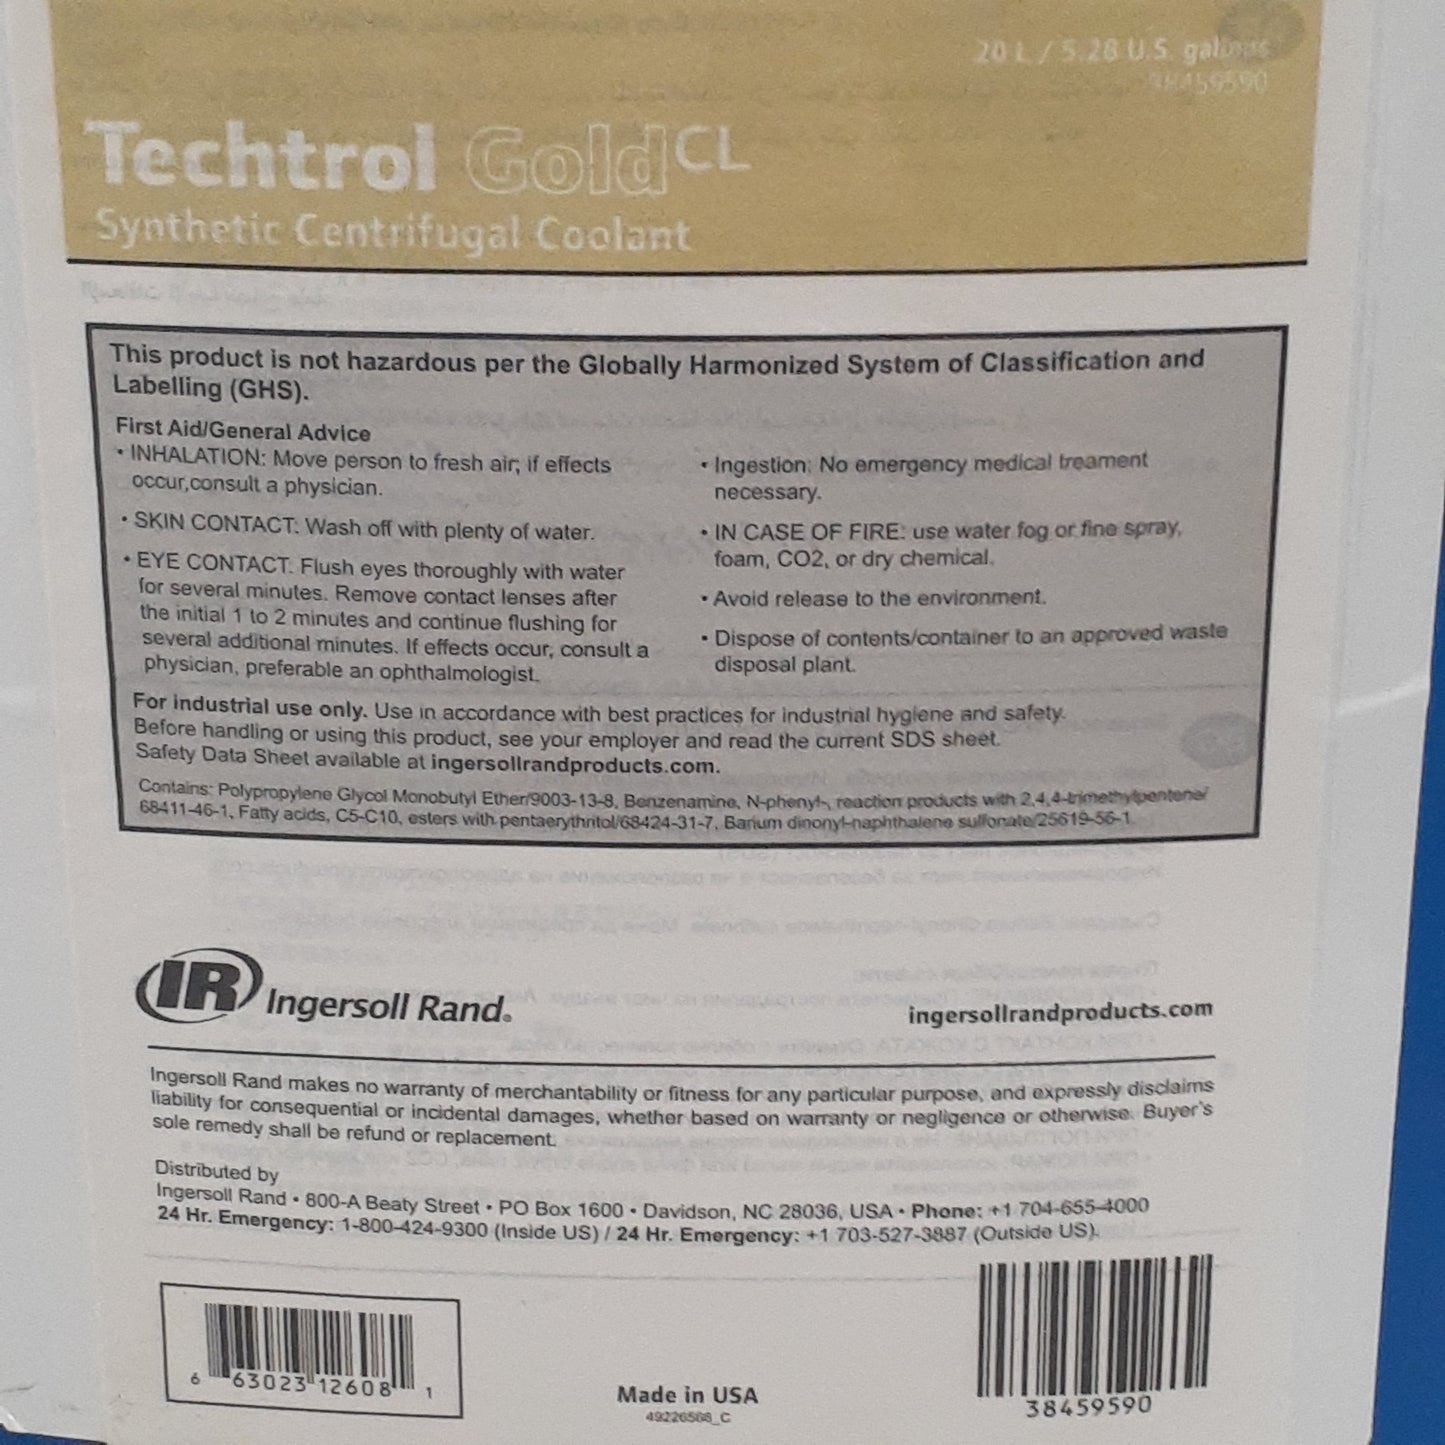 20 L / 5.28 U.S. gallons
38459590
Techtrol Gold CL
Synthetic Centrifugal Coolant
This product is not hazardous per the Globally Harmonized System of Classification and
Labelling (GHS).
First Aid/General Advice
• INHALATION: Move person to fresh air; if effects
occur,consult a physician.
• SKIN CONTACT: Wash off with plenty of water.
• EYE CONTACT: Flush eyes thoroughly with water
for several minutes. Remove contact lenses after
the initial 1 to 2 minutes and continue flushing for
several additional minutes. If effects occur, consult a
physician, preferable an ophthalmologist.
• Ingestion: No emergency medical treament
necessary.
• IN CASE OF FIRE: use water fog or fine spray,
foam, CO2, or dry chemical.
• Avoid release to the environment.
• Dispose of contents/container to an approved waste
disposal plant.
For industrial use only. Use in accordance with best practices for industrial hygiene and safety.
Before handling or using this product, see your employer and read the current SDS sheet.
Safety Data Sheet available at ingersollrandproducts.com.
Contains: Polypropylene Glycol Monobutyl Ether/9003-13-8, Benzenamine, N-phenyl-, reaction products with 2,4,4-trimethylpentene/
68411-46-1, Fatty acids, C5-C10, esters with pentaerythritol/68424-31-7, Barium dinonyl-naphthalene sulfonate/25619-56-1.
IR Ingersoll Rand®
ingersollrandproducts.com
Ingersoll Rand makes no warranty of merchantability or fitness for any particular purpose, and expressly disclaims
liability for consequential or incidental damages, whether based on warranty or negligence or otherwise. Buyer's
sole remedy shall be refund or replacement.
Distributed by
Ingersoll Rand • 800-A Beaty Street • PO Box 1600 • Davidson, NC 28036, USA • Phone: +1 704-655-4000
24 Hr. Emergency: 1-800-424-9300 (Inside US) / 24 Hr. Emergency: +1 703-527-3887 (Outside US).
6 63023 12608 1
Made in USA
49226568_C
38459590